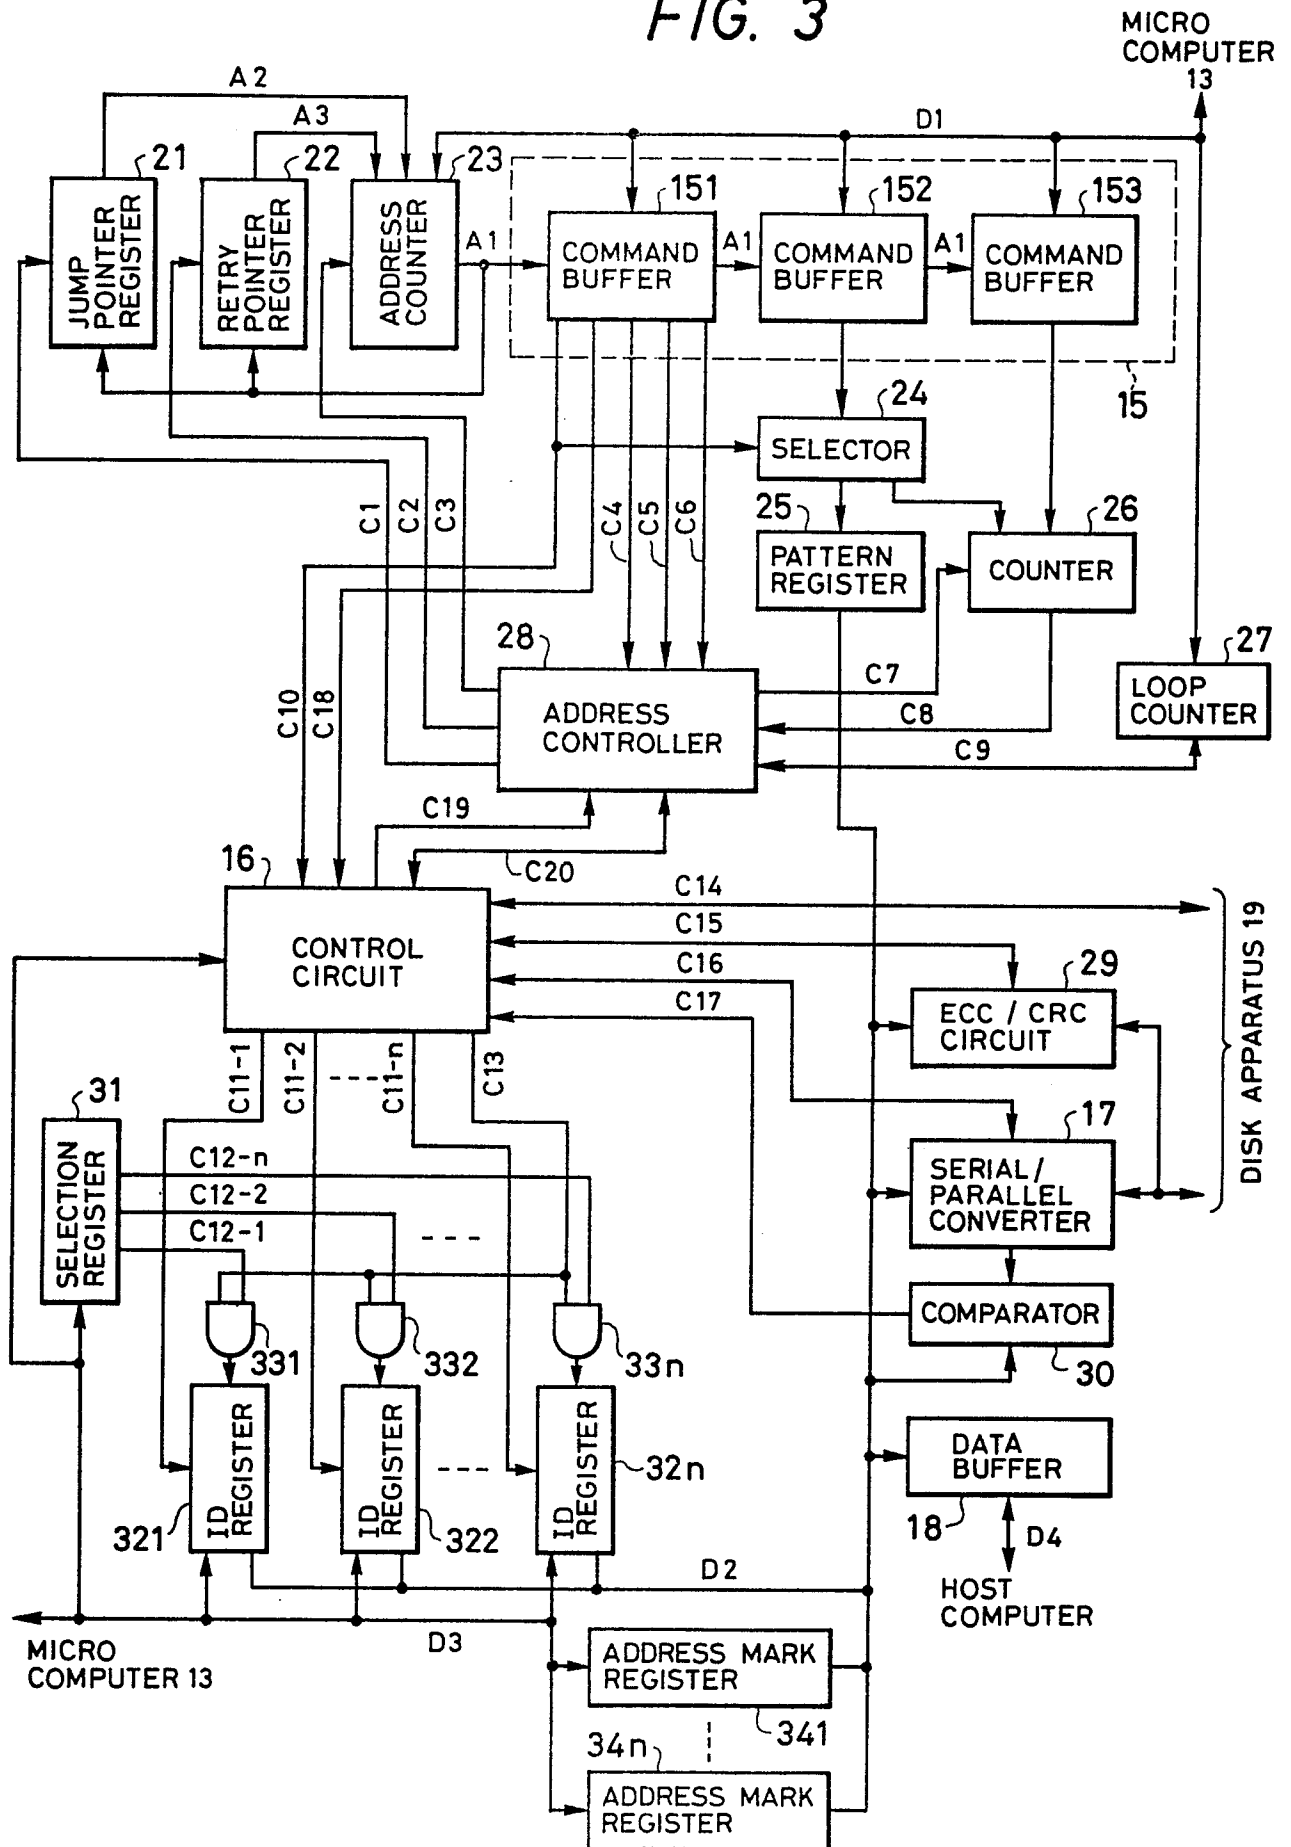 FIG. 3
MICRO
COMPUTER
13
A2
A3
D1
21
22
23
151
152
153
JUMP
POINTER
REGISTER
RETRY
POINTER
REGISTER
ADDRESS
COUNTER
A1
COMMAND
BUFFER
A1
COMMAND
BUFFER
A1
COMMAND
BUFFER
15
24
SELECTOR
C1
C2
C3
C4
C5
C6
25
26
PATTERN
REGISTER
COUNTER
28
27
C10
C18
ADDRESS
CONTROLLER
C7
C8
C9
LOOP
COUNTER
C19
C20
16
CONTROL
CIRCUIT
C14
C15
C16
C17
DISK APPARATUS 19
29
ECC / CRC
CIRCUIT
C11-1
C11-2
C11-n
C13
31
SELECTION
REGISTER
C12-n
C12-2
C12-1
17
SERIAL/
PARALLEL
CONVERTER
COMPARATOR
30
331
332
33n
ID
REGISTER
ID
REGISTER
ID
REGISTER
321
322
32n
DATA
BUFFER
18
D4
HOST
COMPUTER
D2
D3
MICRO
COMPUTER 13
ADDRESS MARK
REGISTER
341
34n
ADDRESS MARK
REGISTER